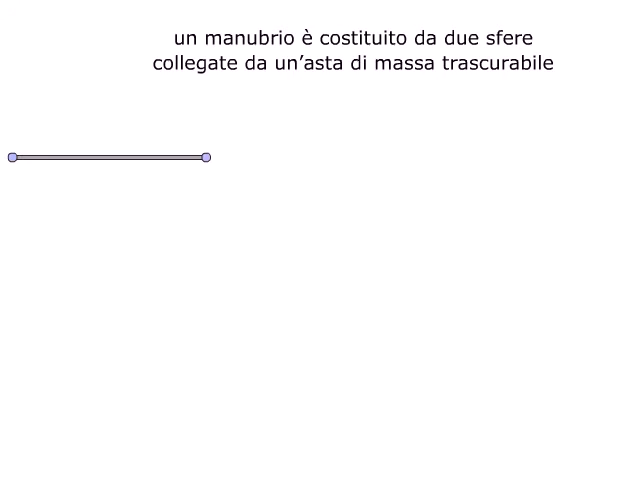 un manubrio è costituito da due sfere
collegate da un’asta di massa trascurabile